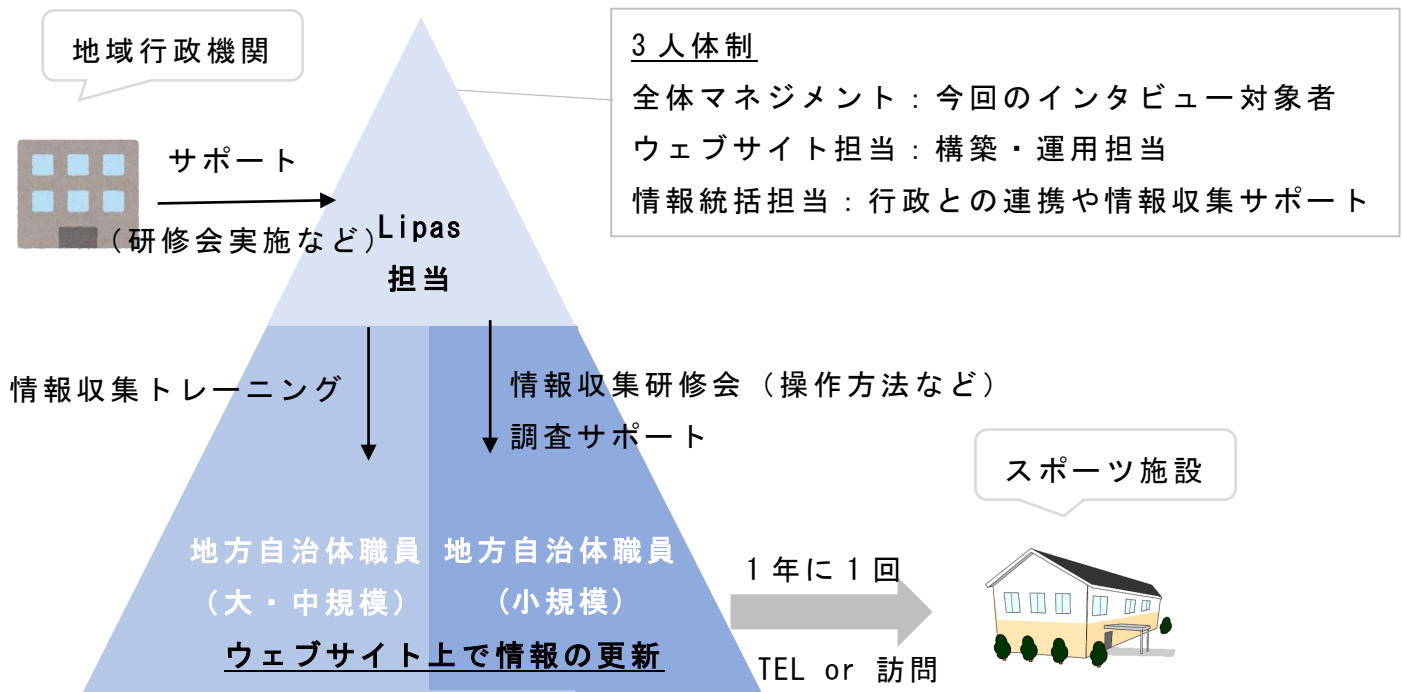 地域行政機関
3人体制
全体マネジメント：今回のインタビュー対象者
ウェブサイト担当：構築・運用担当
情報統括担当：行政との連携や情報収集サポート
サポート
（研修会実施など）
Lipas
担当
情報収集トレーニング
情報収集研修会（操作方法など）
調査サポート
スポーツ施設
地方自治体職員
（大・中規模）
地方自治体職員
（小規模）
ウェブサイト上で情報の更新
1年に1回
TEL or 訪問